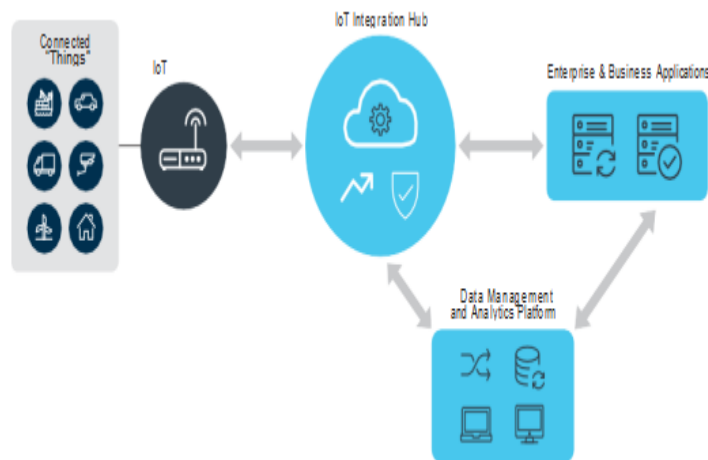 Connected
"Things"
IoT
IoT Integration Hub
Enterprise & Business Applications
Data Management
and Analytics Platform